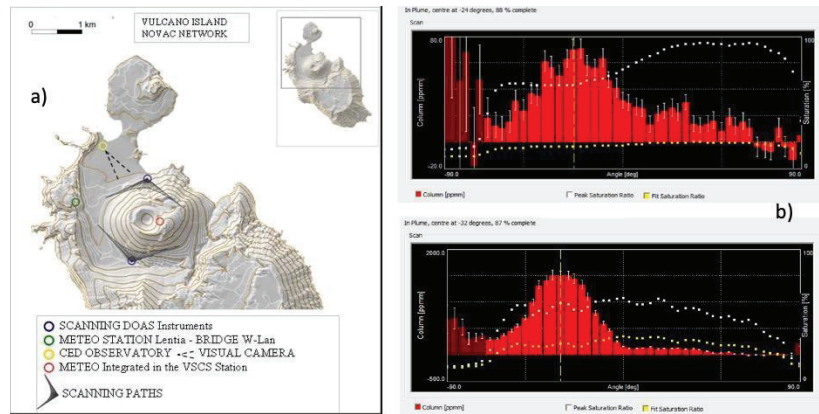 a)
0 1 km
VULCANO ISLAND
NOVAC NETWORK
SCANNING DOAS Instruments
METEO STATION Lentia - BRIDGE W-Lan
CED OBSERVATORY VISUAL CAMERA
METEO Integrated in the VSCS Station
SCANNING PATHS
In Plume, centre at -24 degrees, 88 % complete
Scan
80.0
100
Column [ppmm]
Saturation [%]
-20.0
0
-90.0
Angle [deg]
90.0
Column [ppmm] Peak Saturation Ratio Fit Saturation Ratio
b)
In Plume, centre at -32 degrees, 87 % complete
Scan
2000.0
100
Column [ppmm]
Saturation [%]
-500.0
0
-90.0
Angle [deg]
90.0
Column [ppmm] Peak Saturation Ratio Fit Saturation Ratio